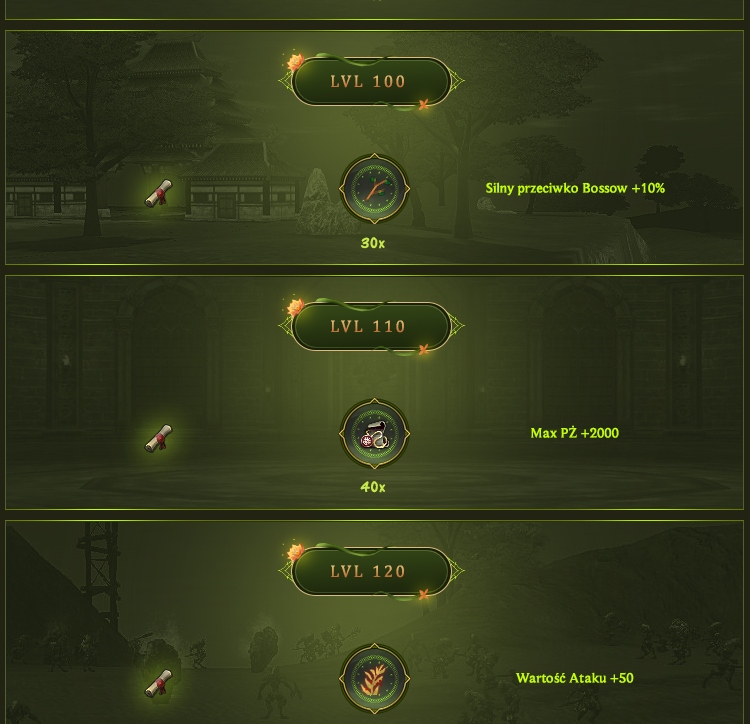 LVL 100
Silny przeciwko Bossow +10%
30x
LVL 110
Max PŻ +2000
40x
LVL 120
Wartość Ataku +50